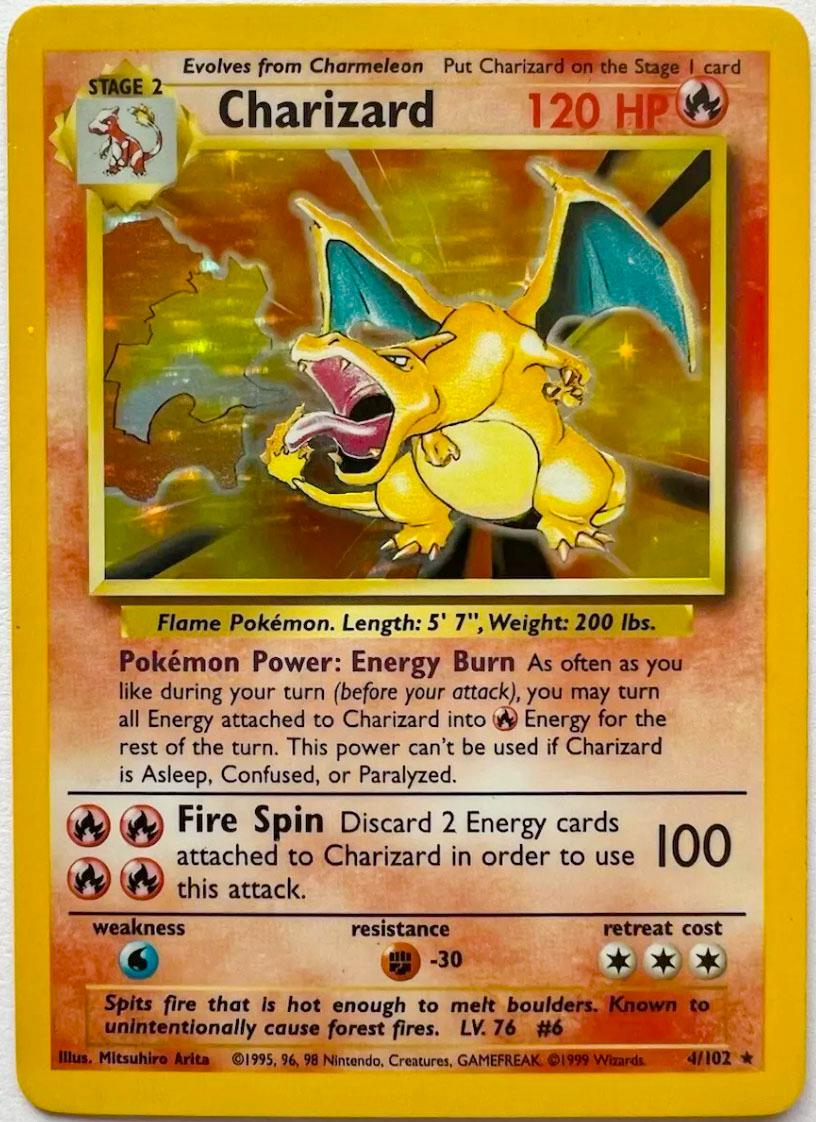 Evolves from Charmeleon Put Charizard on the Stage 1 card
STAGE 2
Charizard 120 HP
Flame Pokémon. Length: 5' 7", Weight: 200 lbs.
Pokémon Power: Energy Burn As often as you
like during your turn (before your attack), you may turn
all Energy attached to Charizard into Energy for the
rest of the turn. This power can't be used if Charizard
is Asleep, Confused, or Paralyzed.
Fire Spin Discard 2 Energy cards
attached to Charizard in order to use 100
this attack.
weakness resistance retreat cost
-30
Spits fire that is hot enough to melt boulders. Known to
unintentionally cause forest fires. LV. 76 #6
Illus. Mitsuhiro Arita ©1995, 96, 98 Nintendo, Creatures, GAMEFREAK. ©1999 Wizards. 4/102 ★